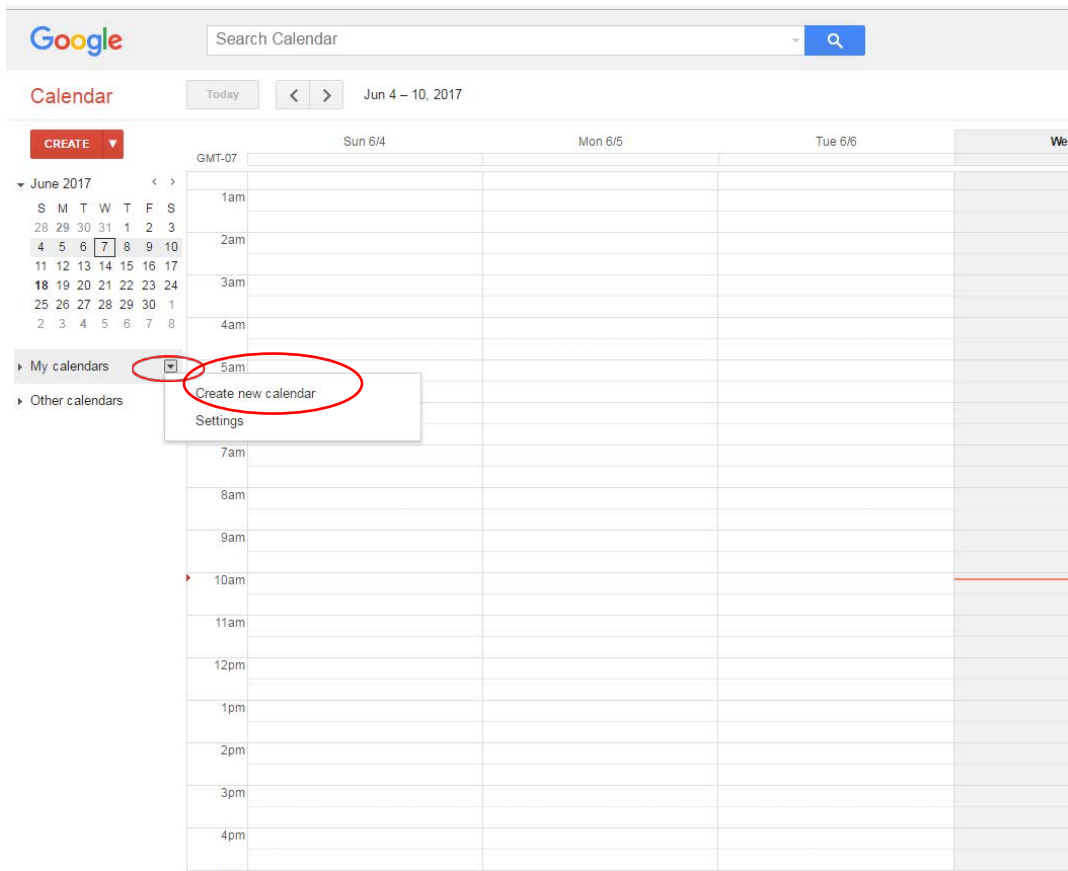 Google
Search Calendar
Calendar
Today
Jun 4 – 10, 2017
CREATE
Sun 6/4
Mon 6/5
Tue 6/6
We
GMT-07
June 2017
S M T W T F S
28 29 30 31 1 2 3
4 5 6 7 8 9 10
11 12 13 14 15 16 17
18 19 20 21 22 23 24
25 26 27 28 29 30 1
2 3 4 5 6 7 8
My calendars
Other calendars
Create new calendar
Settings
1am
2am
3am
4am
5am
7am
8am
9am
10am
11am
12pm
1pm
2pm
3pm
4pm